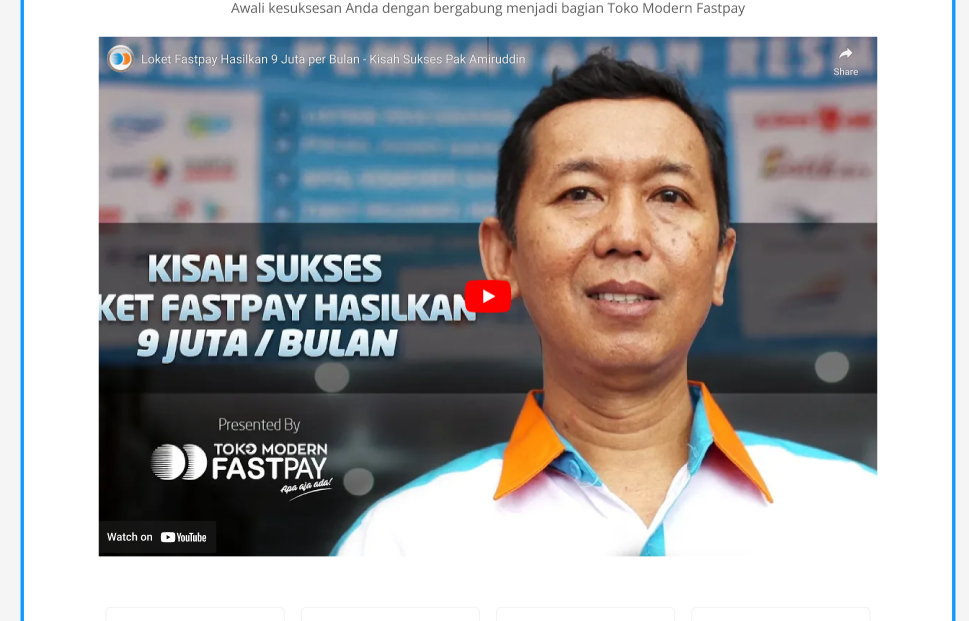 Awali kesuksesan Anda dengan bergabung menjadi bagian Toko Modern Fastpay
Loket Fastpay Hasilkan 9 Juta per Bulan - Kisah Sukses Pak Amiruddin
Share
KISAH SUKSES
KET FASTPAY HASILKAN
9 JUTA / BULAN
Presented By
TOKO MODERN
FASTPAY
Apa aja ada!
Watch on YouTube